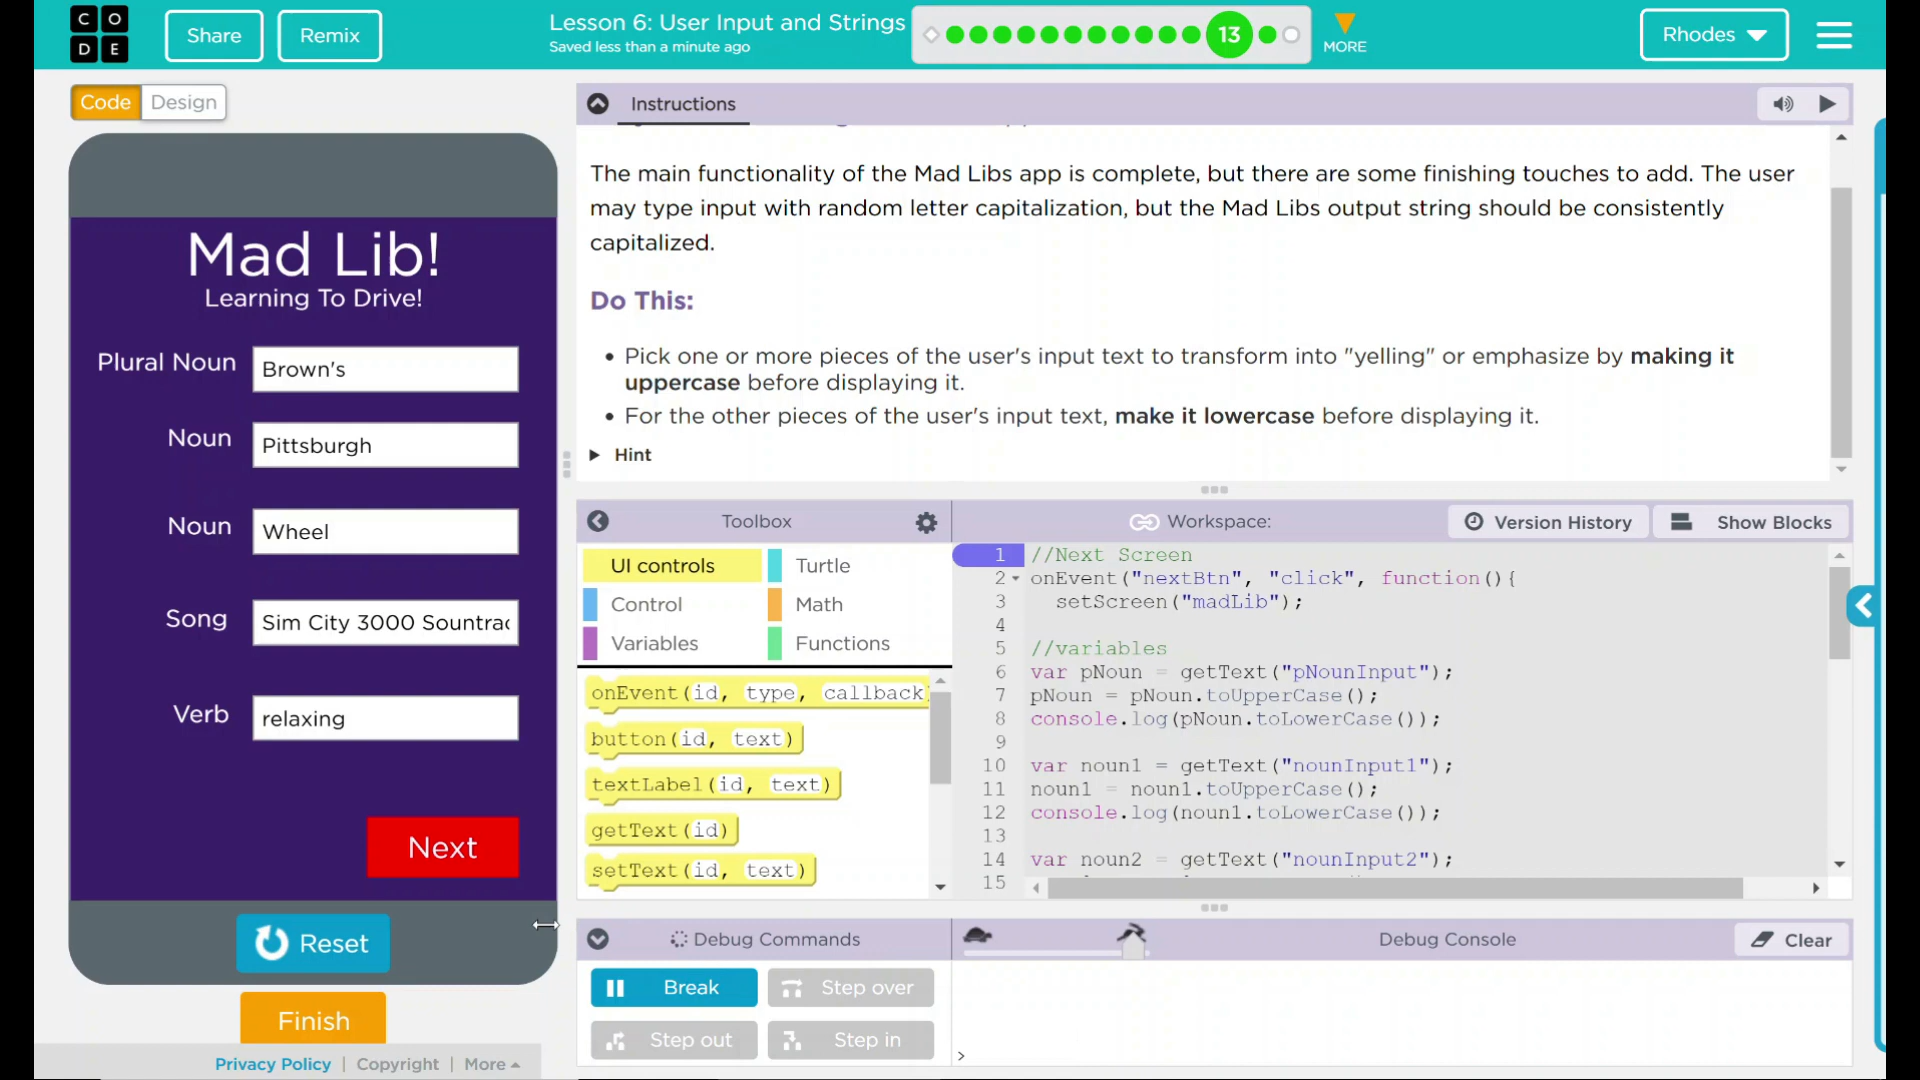 CODE
Share
Remix
Lesson 6: User Input and Strings
Saved less than a minute ago
13
MORE
Rhodes
Code
Design
Instructions
The main functionality of the Mad Libs app is complete, but there are some finishing touches to add. The user
may type input with random letter capitalization, but the Mad Libs output string should be consistently
capitalized.
Do This:
Pick one or more pieces of the user's input text to transform into "yelling" or emphasize by making it
uppercase before displaying it.
For the other pieces of the user's input text, make it lowercase before displaying it.
Hint
Mad Lib!
Learning To Drive!
Plural Noun
Brown's
Noun
Pittsburgh
Noun
Wheel
Song
Sim City 3000 Sountrac
Verb
relaxing
Next
Reset
Finish
Privacy Policy | Copyright | More
Toolbox
UI controls
Turtle
Control
Math
Variables
Functions
onEvent(id, type, callback)
button(id, text)
textLabel(id, text)
getText(id)
setText(id, text)
Workspace:
Version History
Show Blocks
1 //Next Screen
2 onEvent("nextBtn", "click", function(){
3 setScreen("madLib");
4
5 //variables
6 var pNoun = getText("pNounInput");
7 pNoun = pNoun.toUpperCase();
8 console.log(pNoun.toLowerCase());
9
10 var noun1 = getText("nounInput1");
11 noun1 = noun1.toUpperCase();
12 console.log(noun1.toLowerCase());
13
14 var noun2 = getText("nounInput2");
15
Debug Commands
Break
Step over
Step out
Step in
Debug Console
Clear
>